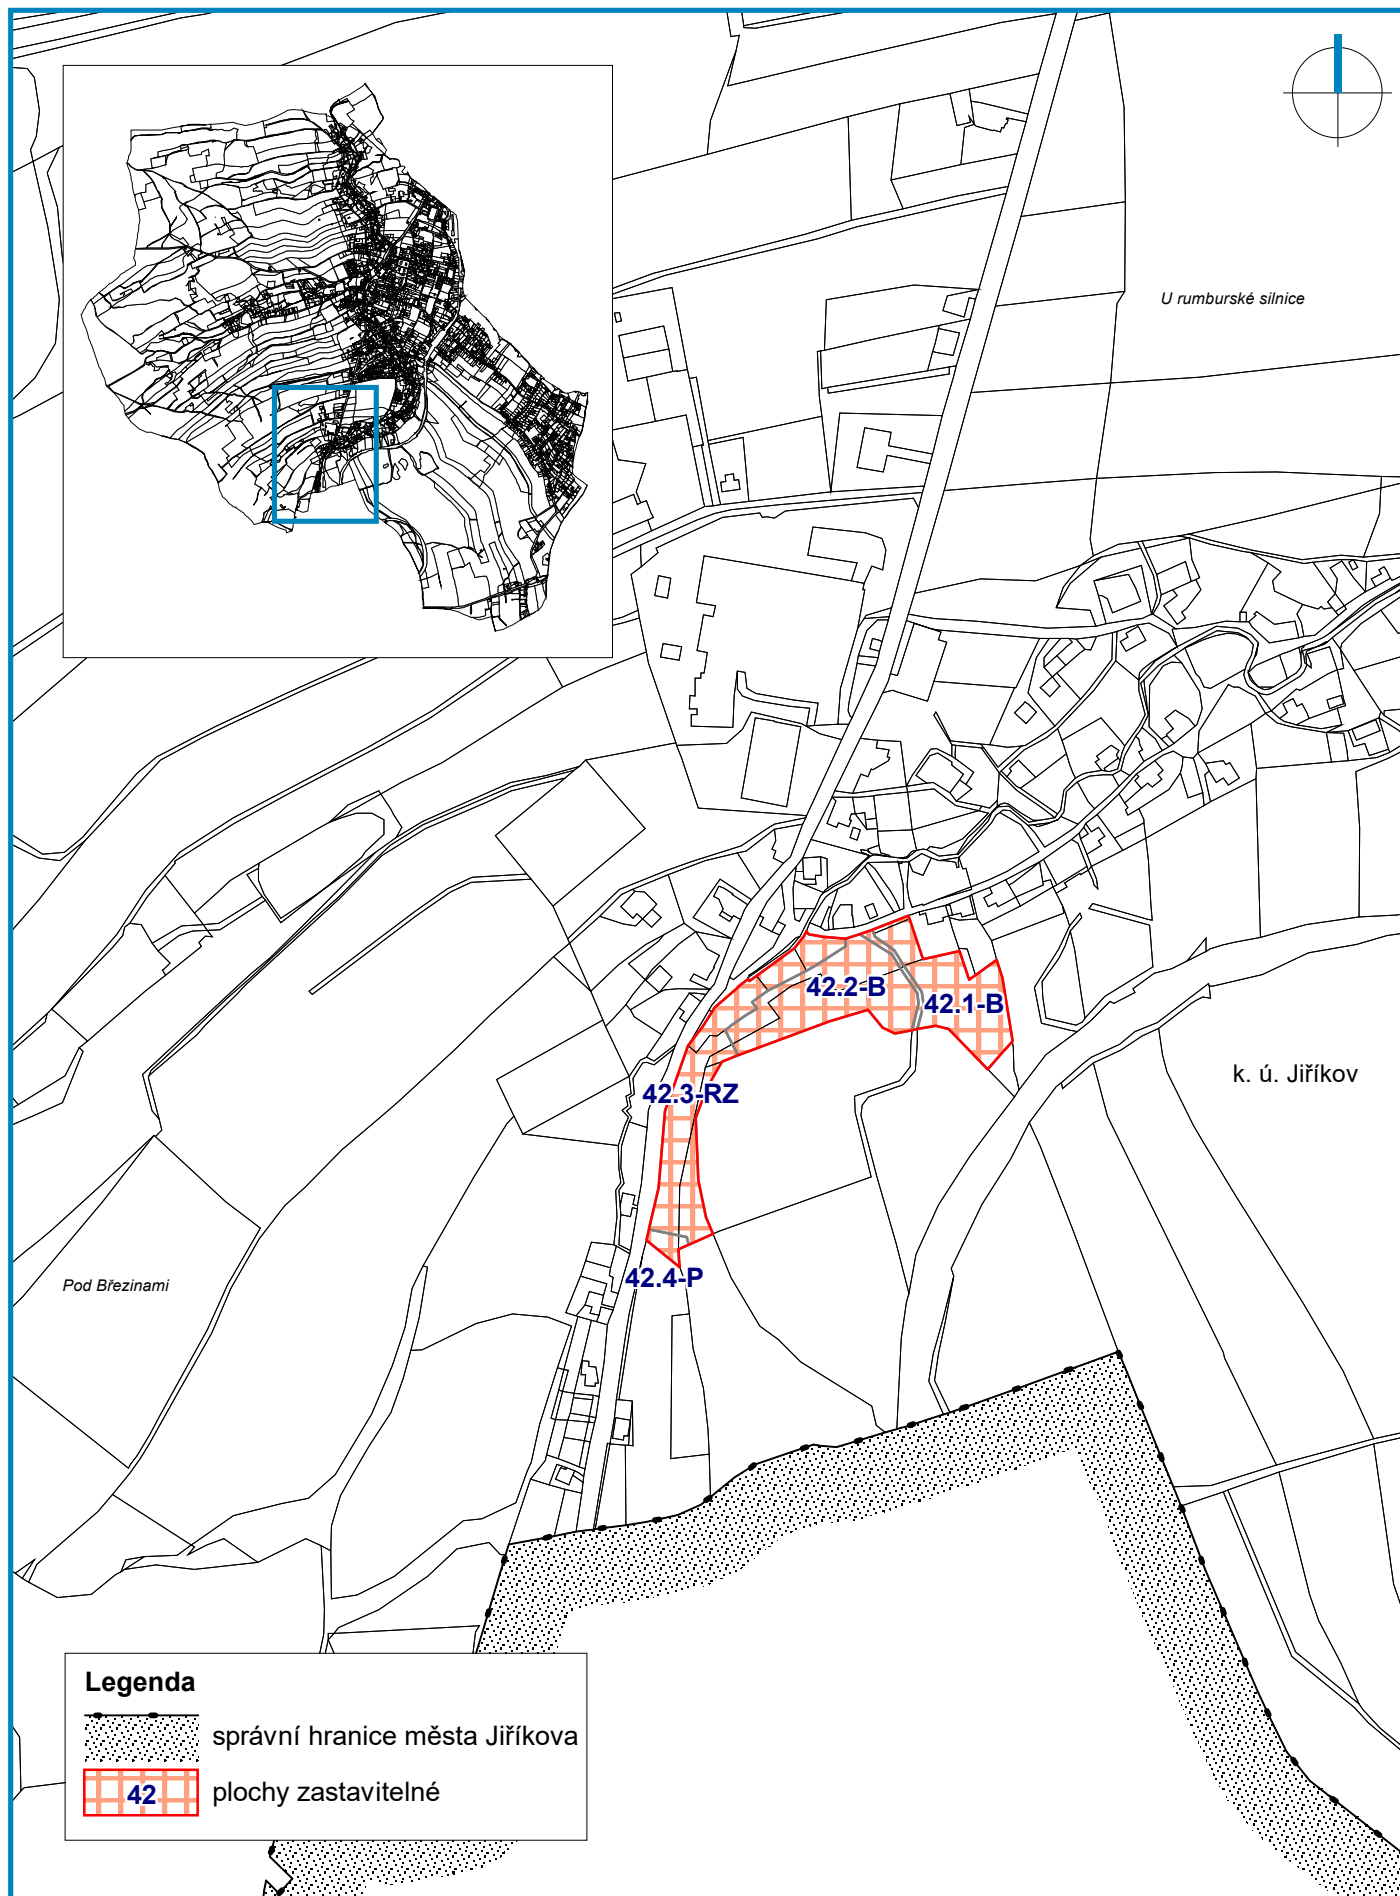 U rumburské silnice
42.2-B
42.1-B
k. ú. Jiříkov
42.3-RZ
42.4-P
Pod Březinami
Legenda
správní hranice města Jiříkova
42 plochy zastavitelné